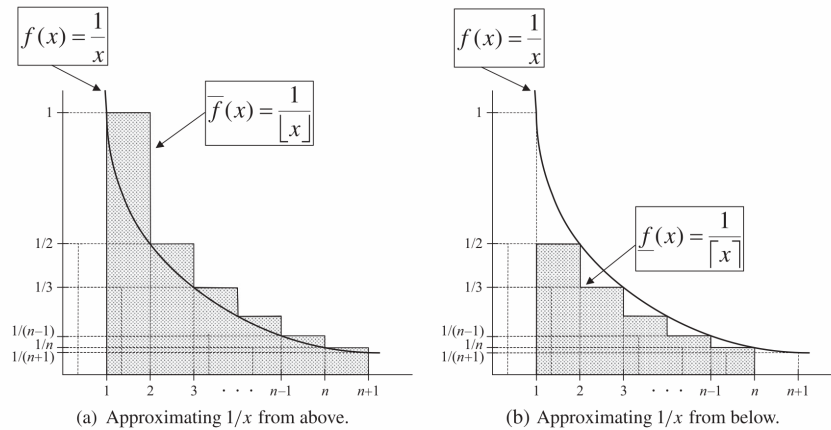 f(x) = 1/x
f̅(x) = 1/⌊x⌋
1
1/2
1/3
1/(n−1)
1/n
1/(n+1)
1 2 3 · · · n−1 n n+1
(a) Approximating 1/x from above.
f(x) = 1/x
f̲(x) = 1/⌈x⌉
1
1/2
1/3
1/(n−1)
1/n
1/(n+1)
1 2 3 · · · n−1 n n+1
(b) Approximating 1/x from below.